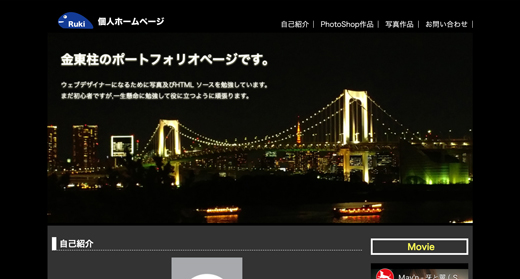 Ruki 個人ホームページ
自己紹介 | PhotoShop作品 | 写真作品 | お問い合わせ |
金東柱のポートフォリオページです。
ウェブデザイナーになるために写真及びHTML ソースを勉強しています。
まだ初心者ですが,一生懸命に勉強して役に立つように頑張ります。
自己紹介
Movie
May'n - ヤと風 ( S...